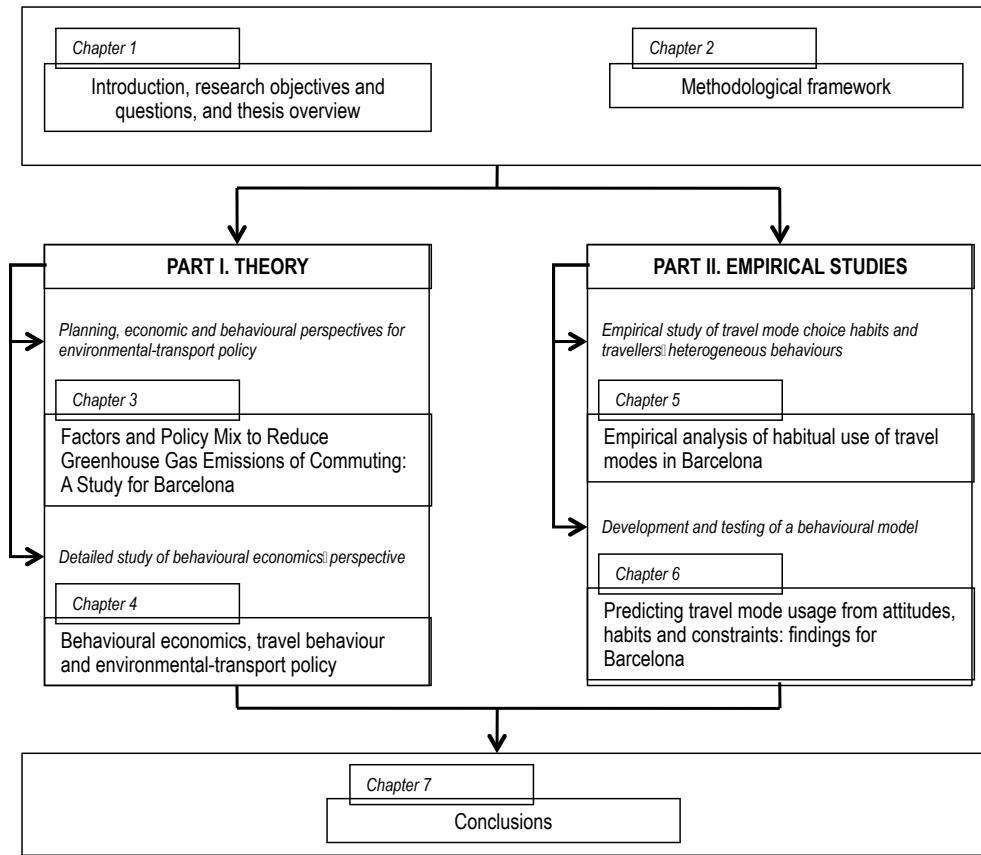 Chapter 1
Introduction, research objectives and
questions, and thesis overview
Chapter 2
Methodological framework
PART I. THEORY
Planning, economic and behavioural perspectives for
environmental-transport policy
Chapter 3
Factors and Policy Mix to Reduce
Greenhouse Gas Emissions of Commuting:
A Study for Barcelona
Detailed study of behavioural economics▯ perspective
Chapter 4
Behavioural economics, travel behaviour
and environmental-transport policy
PART II. EMPIRICAL STUDIES
Empirical study of travel mode choice habits and
travellers▯ heterogeneous behaviours
Chapter 5
Empirical analysis of habitual use of travel
modes in Barcelona
Development and testing of a behavioural model
Chapter 6
Predicting travel mode usage from attitudes,
habits and constraints: findings for
Barcelona
Chapter 7
Conclusions